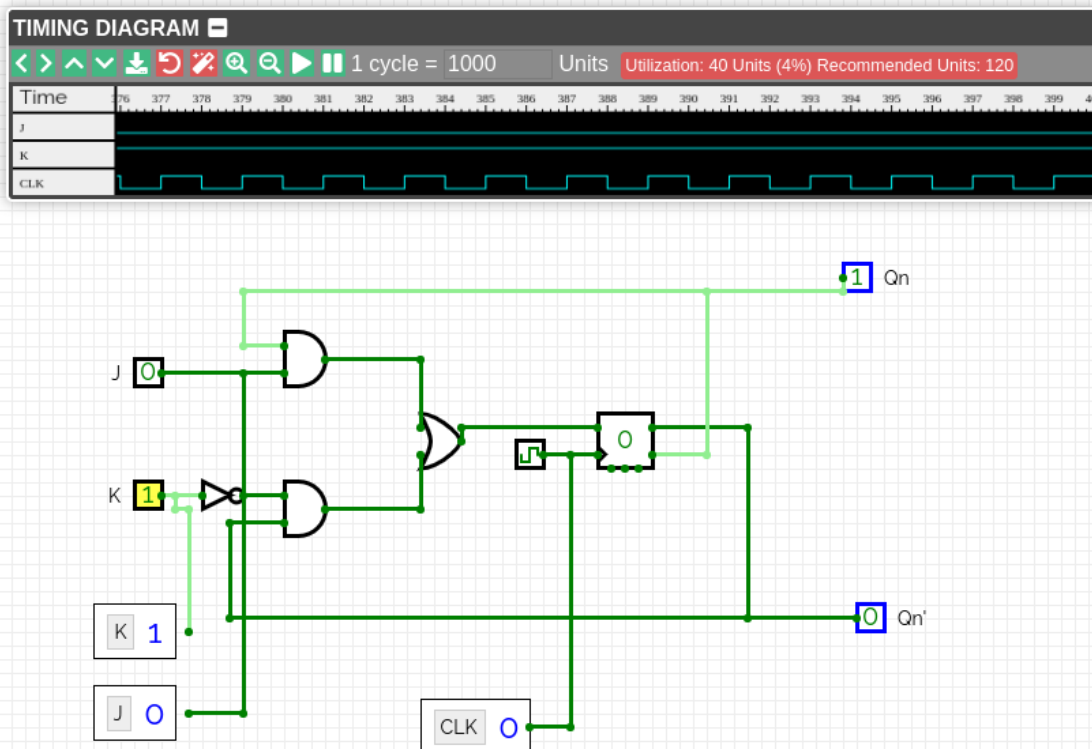 TIMING DIAGRAM
1 cycle = 1000 Units Utilization: 40 Units (4%) Recommended Units: 120
Time 376 377 378 379 380 381 382 383 384 385 386 387 388 389 390 391 392 393 394 395 396 397 398 399
J
K
CLK
1 Qn
J 0
0
K 1
0 Qn'
K 1
J 0
CLK 0